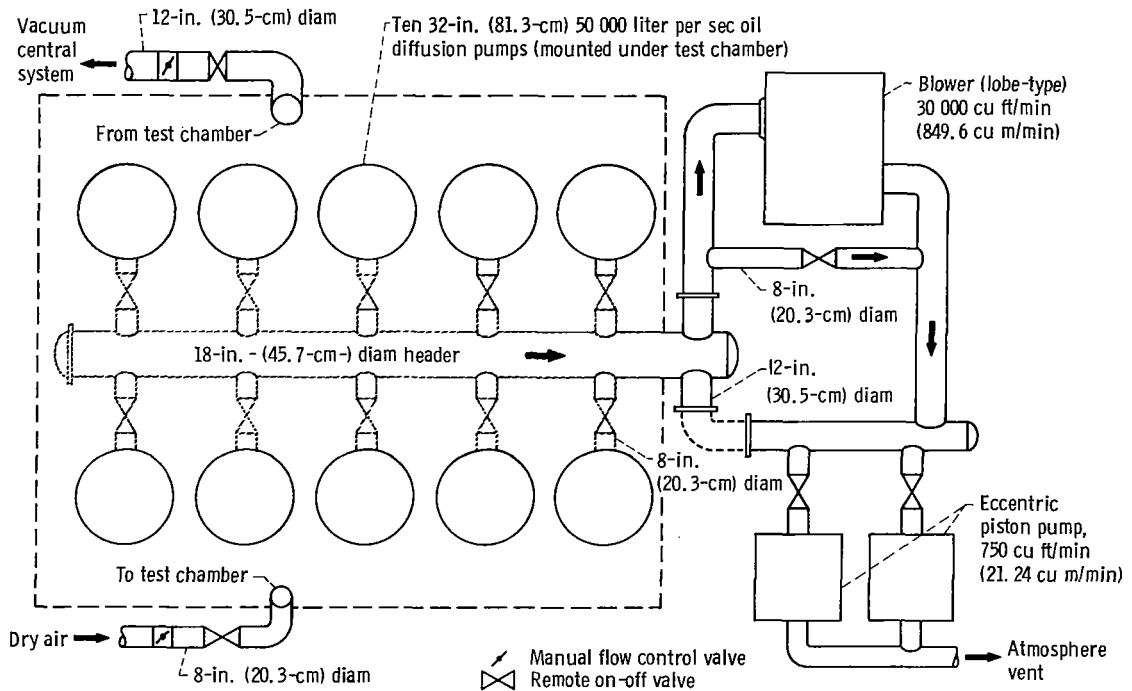 12-in. (30.5-cm) diam
Vacuum
central
system
From test chamber
Ten 32-in. (81.3-cm) 50 000 liter per sec oil
diffusion pumps (mounted under test chamber)
Blower (lobe-type)
30 000 cu ft/min
(849.6 cu m/min)
8-in.
(20.3-cm) diam
18-in. - (45.7-cm-) diam header
12-in.
(30.5-cm) diam
8-in.
(20.3-cm) diam
Eccentric
piston pump,
750 cu ft/min
(21.24 cu m/min)
To test chamber
Dry air
8-in. (20.3-cm) diam
Manual flow control valve
Remote on-off valve
Atmosphere
vent